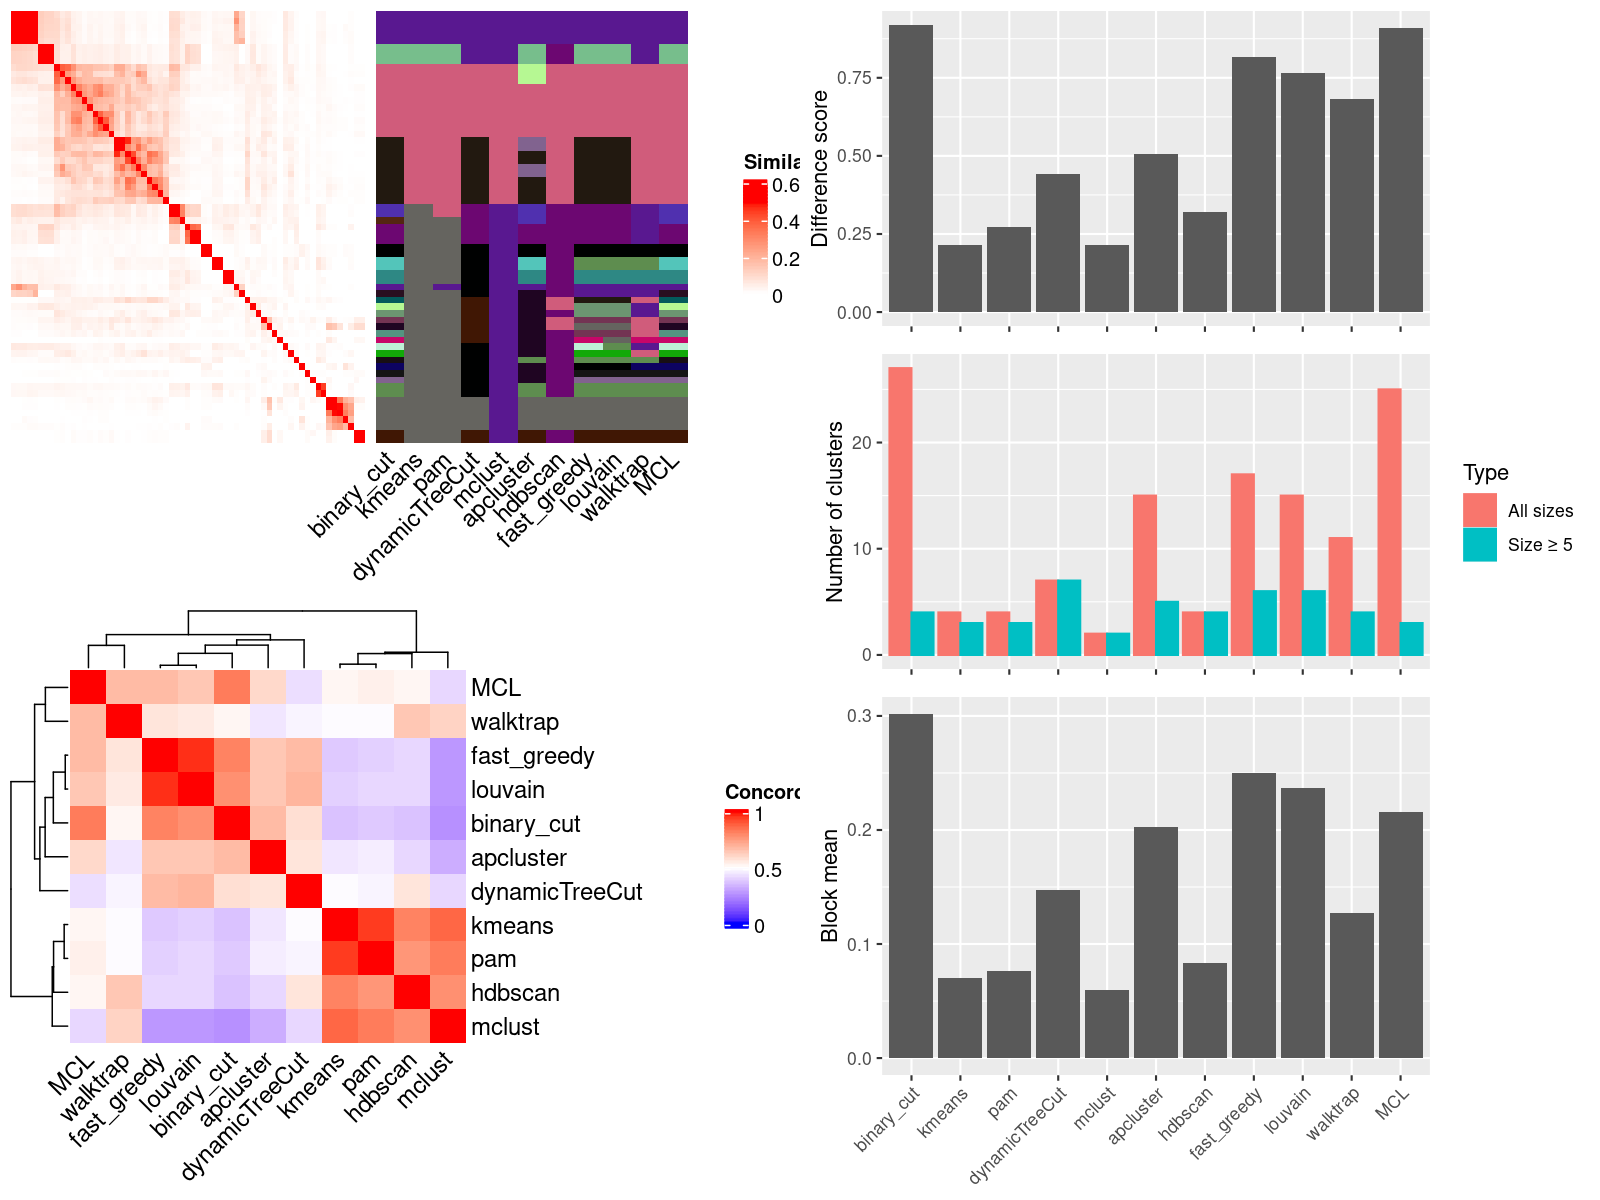 Simila
0.6
0.4
0.2
0
binary_cut
kmeans
pam
dynamicTreeCut
mclust
apcluster
hdbscan
fast_greedy
louvain
walktrap
MCL
MCL
walktrap
fast_greedy
louvain
binary_cut
apcluster
dynamicTreeCut
kmeans
pam
hdbscan
mclust
MCL
walktrap
fast_greedy
louvain
binary_cut
apcluster
dynamicTreeCut
kmeans
pam
hdbscan
mclust
Concord
1
0.5
0
Difference score
0.75
0.50
0.25
0.00
Number of clusters
20
10
0
Type
All sizes
Size ≥ 5
Block mean
0.3
0.2
0.1
0.0
binary_cut
kmeans
pam
dynamicTreeCut
mclust
apcluster
hdbscan
fast_greedy
louvain
walktrap
MCL